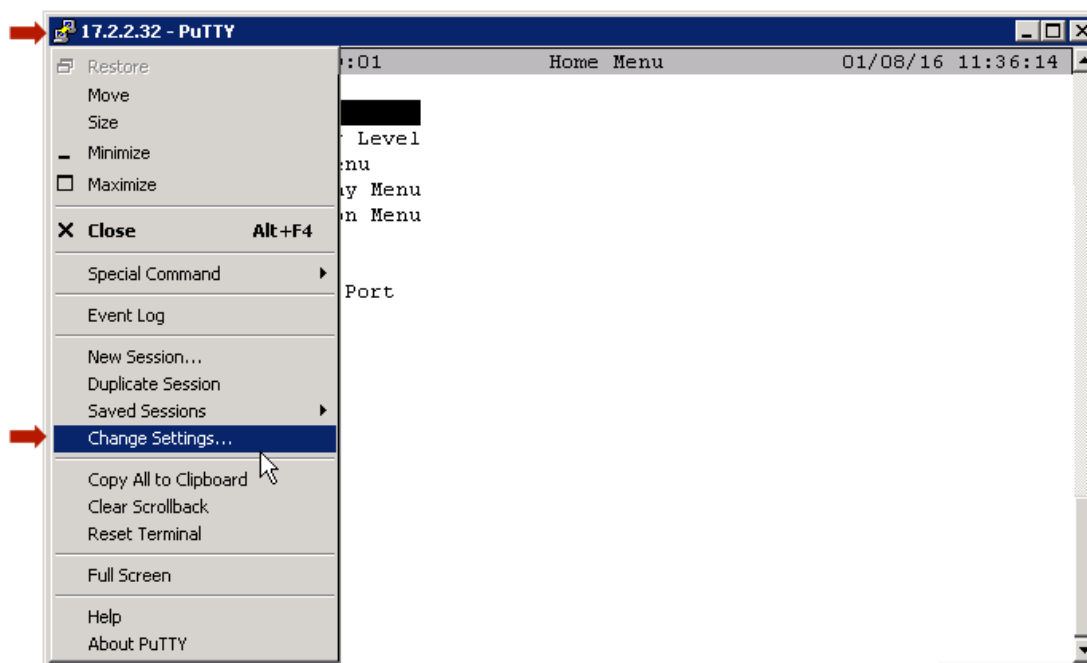 17.2.2.32 - PuTTY
:01 Home Menu 01/08/16 11:36:14
Restore
Move
Size
Level
Minimize
nu
Maximize
y Menu
n Menu
Close Alt+F4
Special Command
Port
Event Log
New Session...
Duplicate Session
Saved Sessions
Change Settings...
Copy All to Clipboard
Clear Scrollback
Reset Terminal
Full Screen
Help
About PuTTY